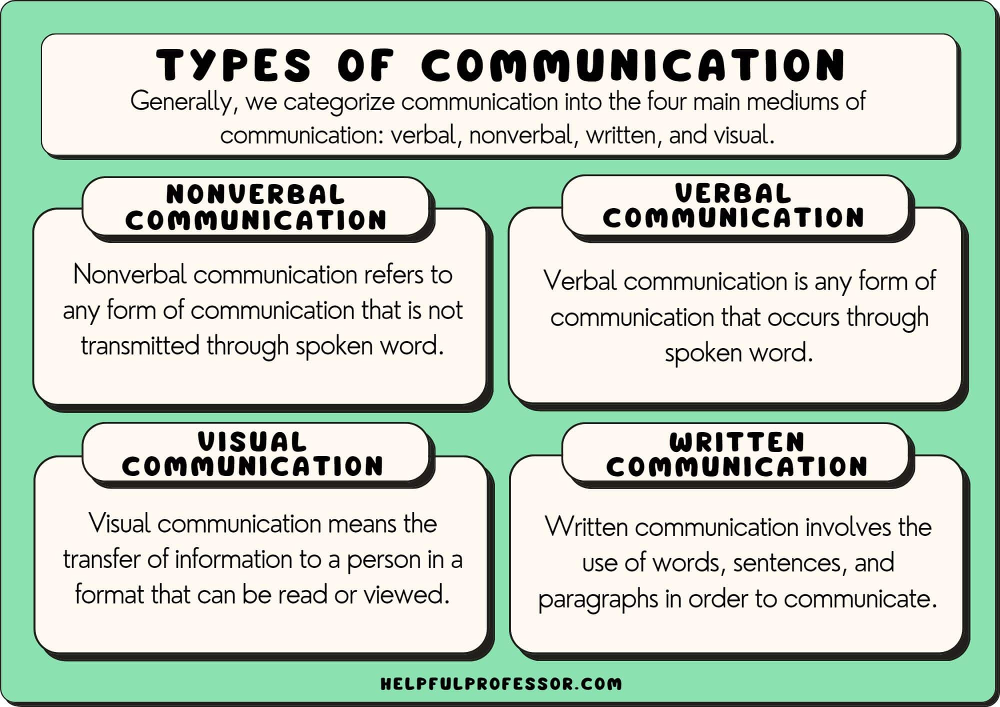 TYPES OF COMMUNICATION
Generally, we categorize communication into the four main mediums of
communication: verbal, nonverbal, written, and visual.
NONVERBAL
COMMUNICATION
Nonverbal communication refers to
any form of communication that is not
transmitted through spoken word.
VERBAL
COMMUNICATION
Verbal communication is any form of
communication that occurs through
spoken word.
VISUAL
COMMUNICATION
Visual communication means the
transfer of information to a person in a
format that can be read or viewed.
WRITTEN
COMMUNICATION
Written communication involves the
use of words, sentences, and
paragraphs in order to communicate.
HELPFULPROFESSOR.COM